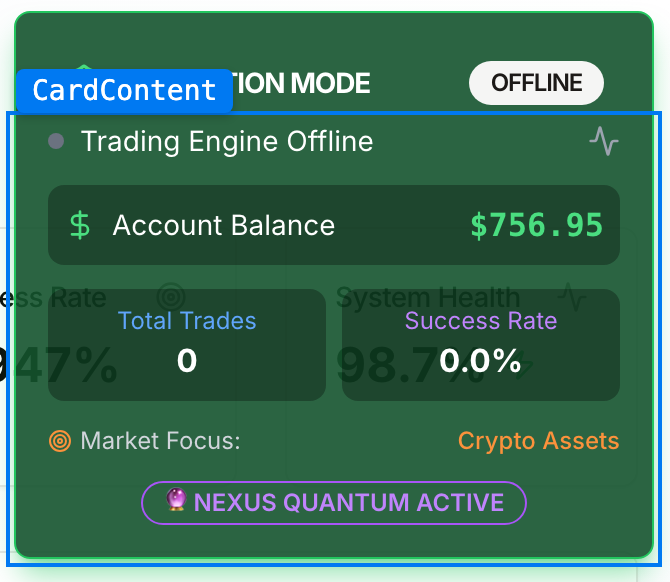 TION MODE
OFFLINE
CardContent
Trading Engine Offline
Account Balance
$756.95
ess Rate
System Health
Total Trades
Success Rate
947%
98.7%
0
0.0%
Market Focus:
Crypto Assets
NEXUS QUANTUM ACTIVE